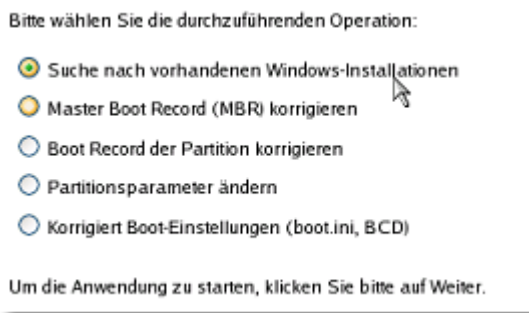 Bitte wählen Sie die durchzuführenden Operation:
Suche nach vorhandenen Windows-Installationen
Master Boot Record (MBR) korrigieren
Boot Record der Partition korrigieren
Partitionsparameter ändern
Korrigiert Boot-Einstellungen (boot.ini, BCD)
Um die Anwendung zu starten, klicken Sie bitte auf Weiter.